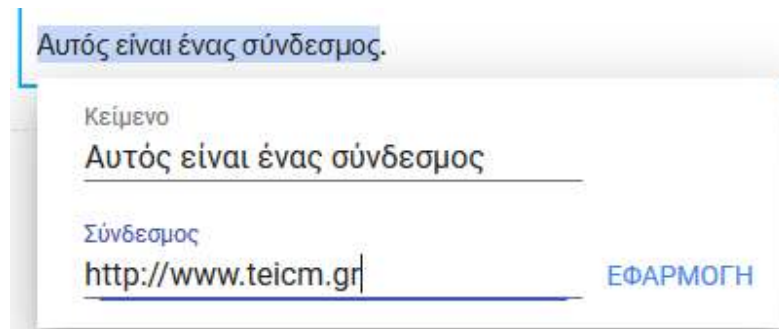 Αυτός είναι ένας σύνδεσμος.
Κείμενο
Αυτός είναι ένας σύνδεσμος
Σύνδεσμος
http://www.teicm.gr
ΕΦΑΡΜΟΓΗ